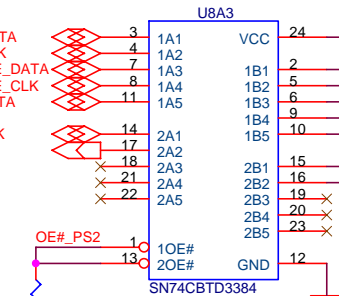 U8A3
TA 3 1A1 VCC 24
K 4 1A2
E_DATA 7 1A3 1B1 2
E_CLK 8 1A4 1B2 5
TA 11 1A5 1B3 6
1B4 9
1B5 10
K 14 2A1
17 2A2
18 2A3 2B1 15
21 2A4 2B2 16
22 2A5 2B3 19
2B4 20
2B5 23
OE#_PS2
1 1OE#
13 2OE# GND 12
SN74CBTD3384